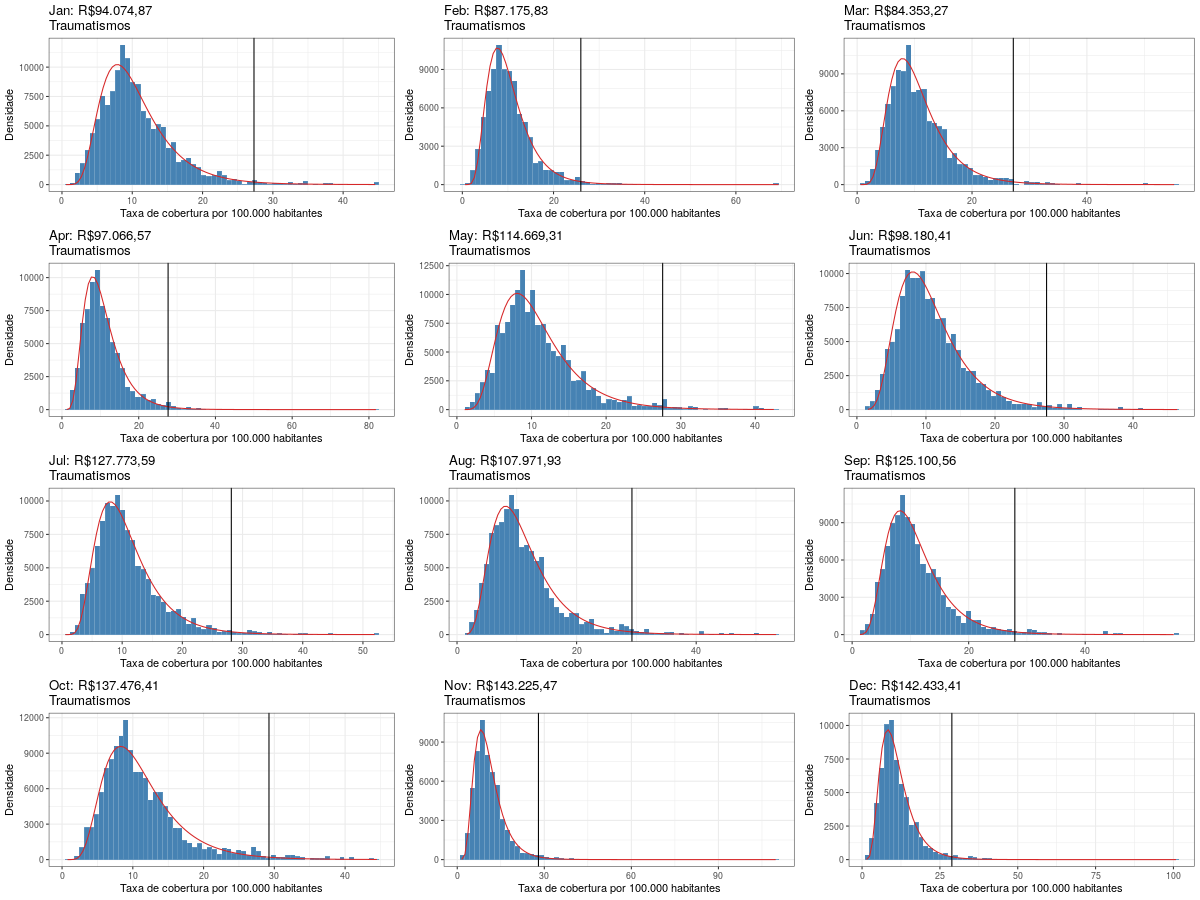 Jan: R$94.074,87
Traumatismos
Densidade
10000
7500
5000
2500
0
0 10 20 30 40
Taxa de cobertura por 100.000 habitantes
Feb: R$87.175,83
Traumatismos
Densidade
9000
6000
3000
0
0 20 40 60
Taxa de cobertura por 100.000 habitantes
Mar: R$84.353,27
Traumatismos
Densidade
9000
6000
3000
0
0 20 40
Taxa de cobertura por 100.000 habitantes
Apr: R$97.066,57
Traumatismos
Densidade
10000
7500
5000
2500
0
0 20 40 60 80
Taxa de cobertura por 100.000 habitantes
May: R$114.669,31
Traumatismos
Densidade
12500
10000
7500
5000
2500
0
0 10 20 30 40
Taxa de cobertura por 100.000 habitantes
Jun: R$98.180,41
Traumatismos
Densidade
10000
7500
5000
2500
0
0 10 20 30 40
Taxa de cobertura por 100.000 habitantes
Jul: R$127.773,59
Traumatismos
Densidade
10000
7500
5000
2500
0
0 10 20 30 40 50
Taxa de cobertura por 100.000 habitantes
Aug: R$107.971,93
Traumatismos
Densidade
10000
7500
5000
2500
0
0 20 40
Taxa de cobertura por 100.000 habitantes
Sep: R$125.100,56
Traumatismos
Densidade
9000
6000
3000
0
0 20 40
Taxa de cobertura por 100.000 habitantes
Oct: R$137.476,41
Traumatismos
Densidade
12000
9000
6000
3000
0
0 10 20 30 40
Taxa de cobertura por 100.000 habitantes
Nov: R$143.225,47
Traumatismos
Densidade
9000
6000
3000
0
0 30 60 90
Taxa de cobertura por 100.000 habitantes
Dec: R$142.433,41
Traumatismos
Densidade
10000
7500
5000
2500
0
0 25 50 75 100
Taxa de cobertura por 100.000 habitantes